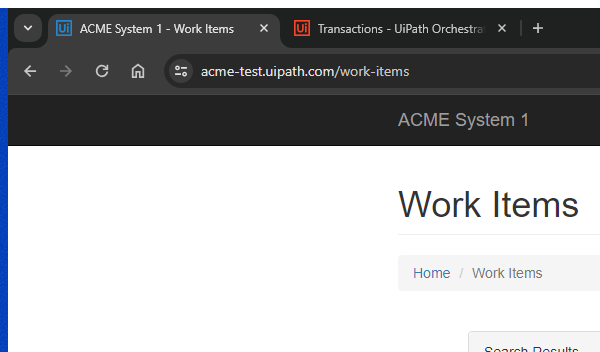 Ui ACME System 1 - Work Items
Ui Transactions - UiPath Orchestra
acme-test.uipath.com/work-items
ACME System 1
Work Items
Home / Work Items
Search Results